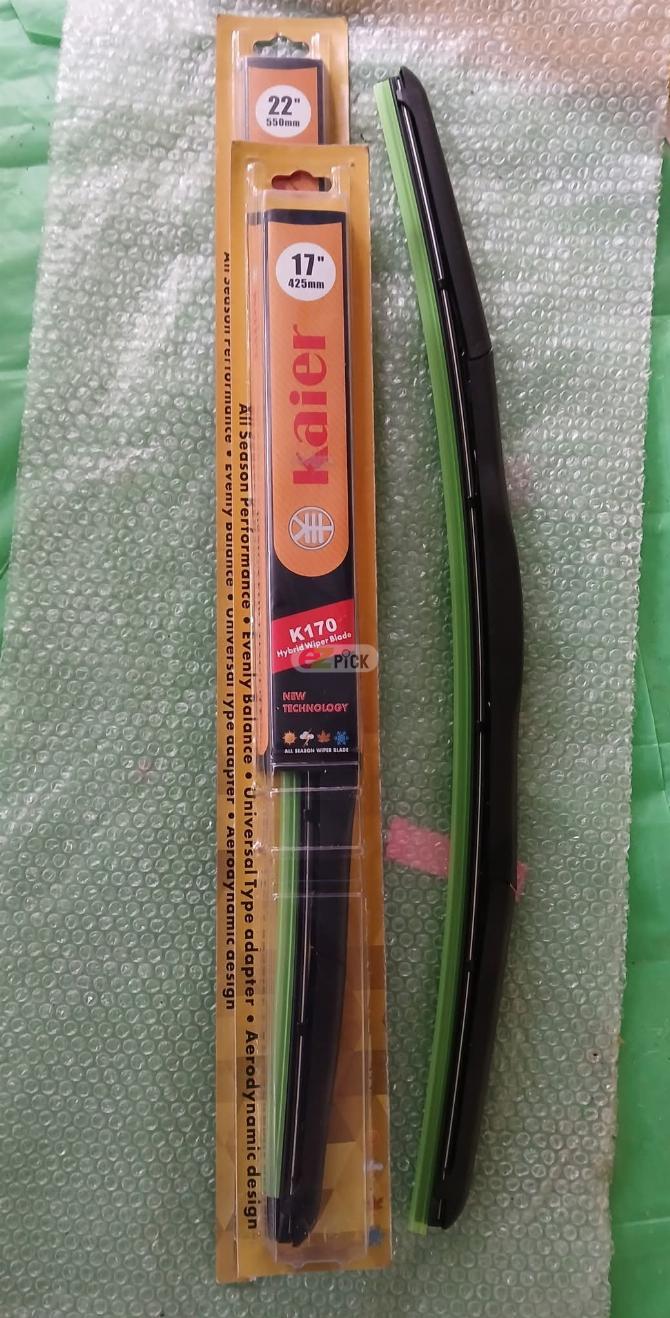 22"
550mm
17"
425mm
Kaier
K170
Hybrid Wiper Blade
ezPiCK
NEW
TECHNOLOGY
ALL SEASON WIPER BLADE
All Season Performance • Evenly Balance • Universal Type adapter • Aerodynamic design
All Season Performance • Evenly Balance • Universal Type adapter • Aerodynamic design